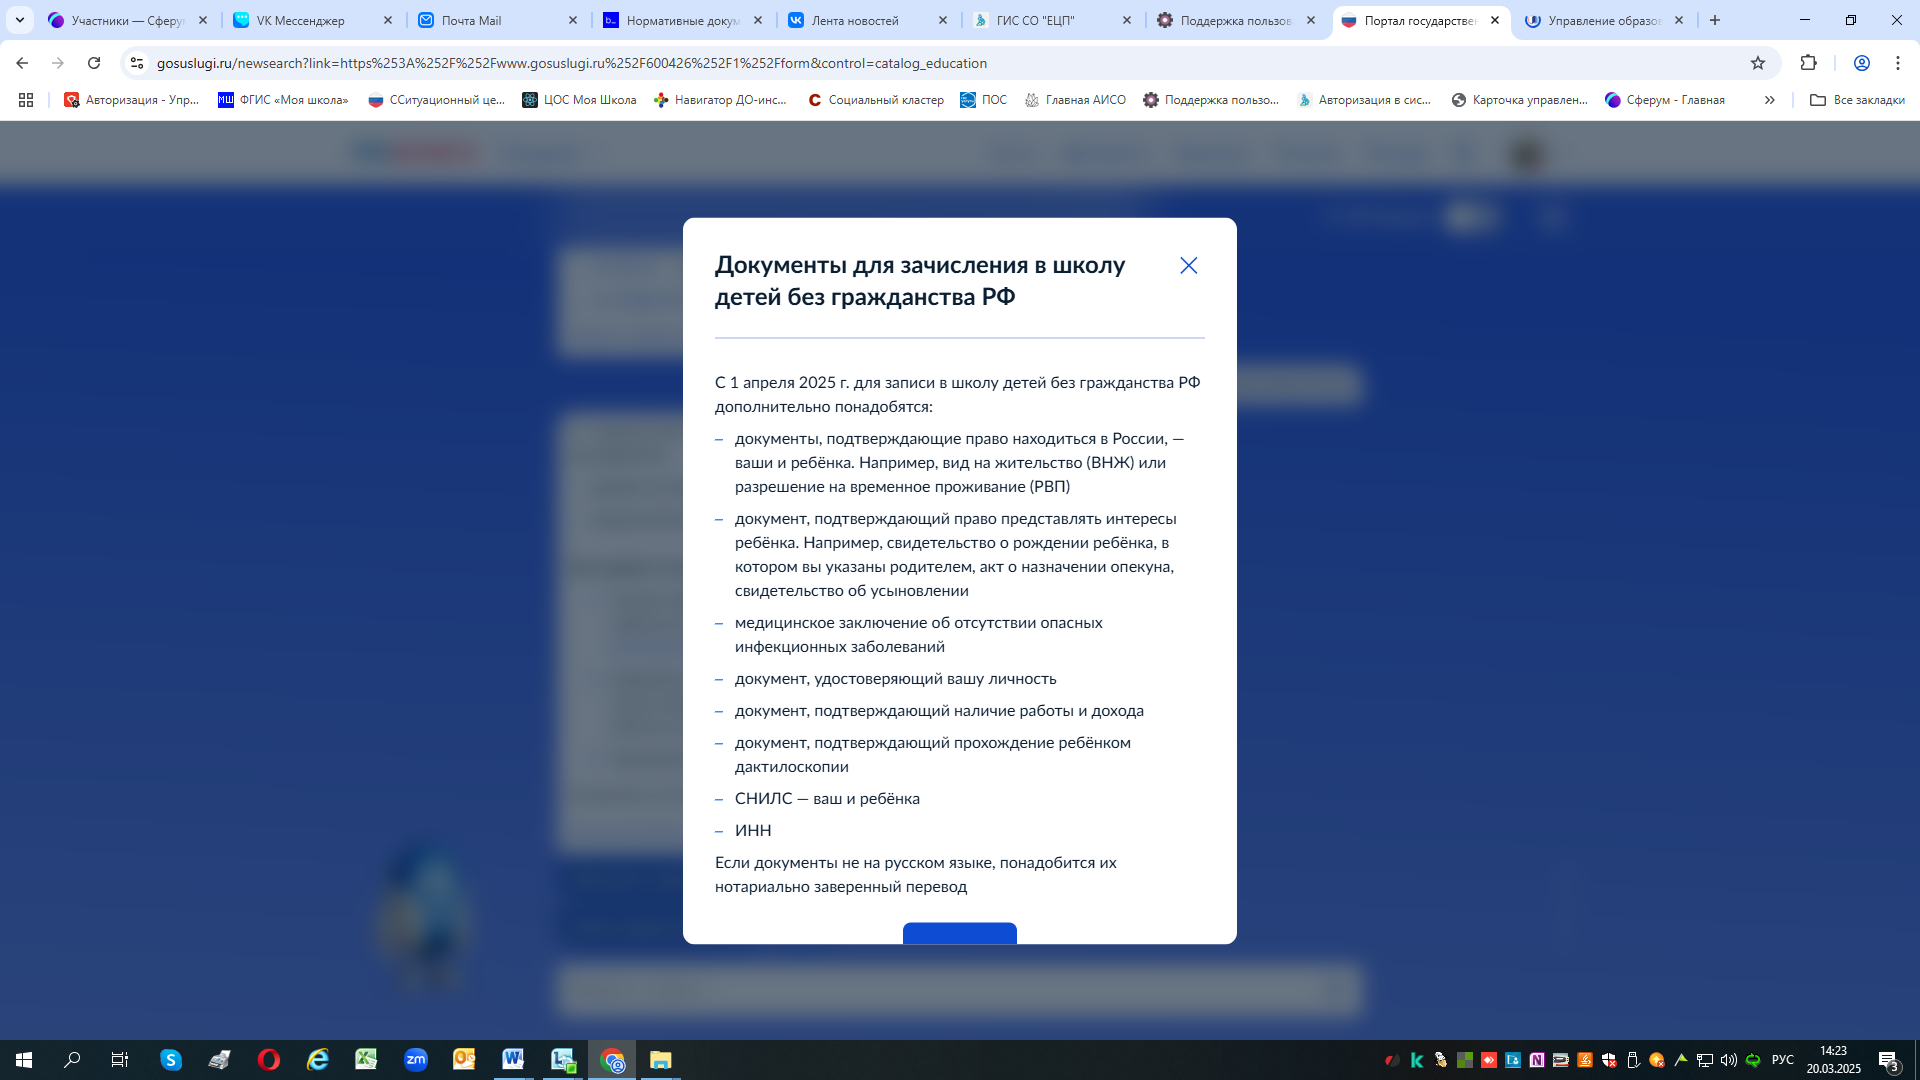 Участники — Сферу
VK Мессенджер
Почта Mail
Нормативные докум
Лента новостей
ГИС СО "ЕЦП"
Поддержка пользов
Портал государстве
Управление образо
gosuslugi.ru/newsearch?link=https%253A%252F%252Fwww.gosuslugi.ru%252F600426%252F1%252Fform&control=catalog_education
Авторизация - Упр...
ФГИС «Моя школа»
ССитуационный це...
ЦОС Моя Школа
Навигатор ДО-инс...
Социальный кластер
ПОС
Главная АИСО
Поддержка пользо...
Авторизация в сис...
Карточка управлен...
Сферум - Главная
Все закладки
Документы для зачисления в школу
детей без гражданства РФ
С 1 апреля 2025 г. для записи в школу детей без гражданства РФ
дополнительно понадобятся:
– документы, подтверждающие право находиться в России, —
ваши и ребёнка. Например, вид на жительство (ВНЖ) или
разрешение на временное проживание (РВП)
– документ, подтверждающий право представлять интересы
ребёнка. Например, свидетельство о рождении ребёнка, в
котором вы указаны родителем, акт о назначении опекуна,
свидетельство об усыновлении
– медицинское заключение об отсутствии опасных
инфекционных заболеваний
– документ, удостоверяющий вашу личность
– документ, подтверждающий наличие работы и дохода
– документ, подтверждающий прохождение ребёнком
дактилоскопии
– СНИЛС — ваш и ребёнка
– ИНН
Если документы не на русском языке, понадобится их
нотариально заверенный перевод
РУС
14:23
20.03.2025
3